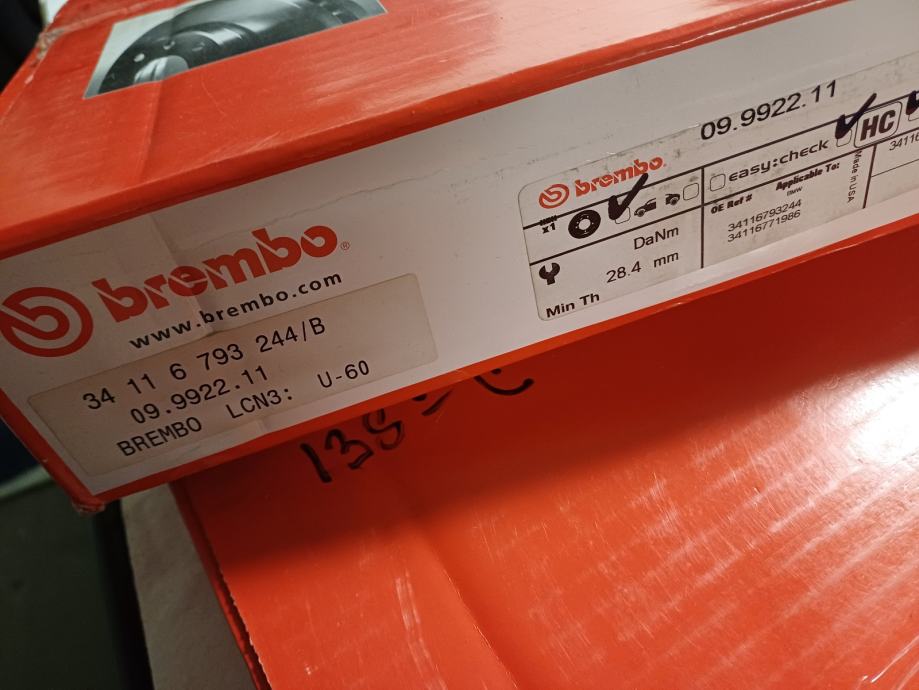 brembo®
www.brembo.com
34 11 6 793 244/B
09.9922.11
BREMBO LCN3: U-60
brembo
09.9922.11
x1
easy:check
HC
DaNm
28.4 mm
Min Th
OE Ref #
Applicable To:
BMW
34116793244
34116771986
Made in USA
34116